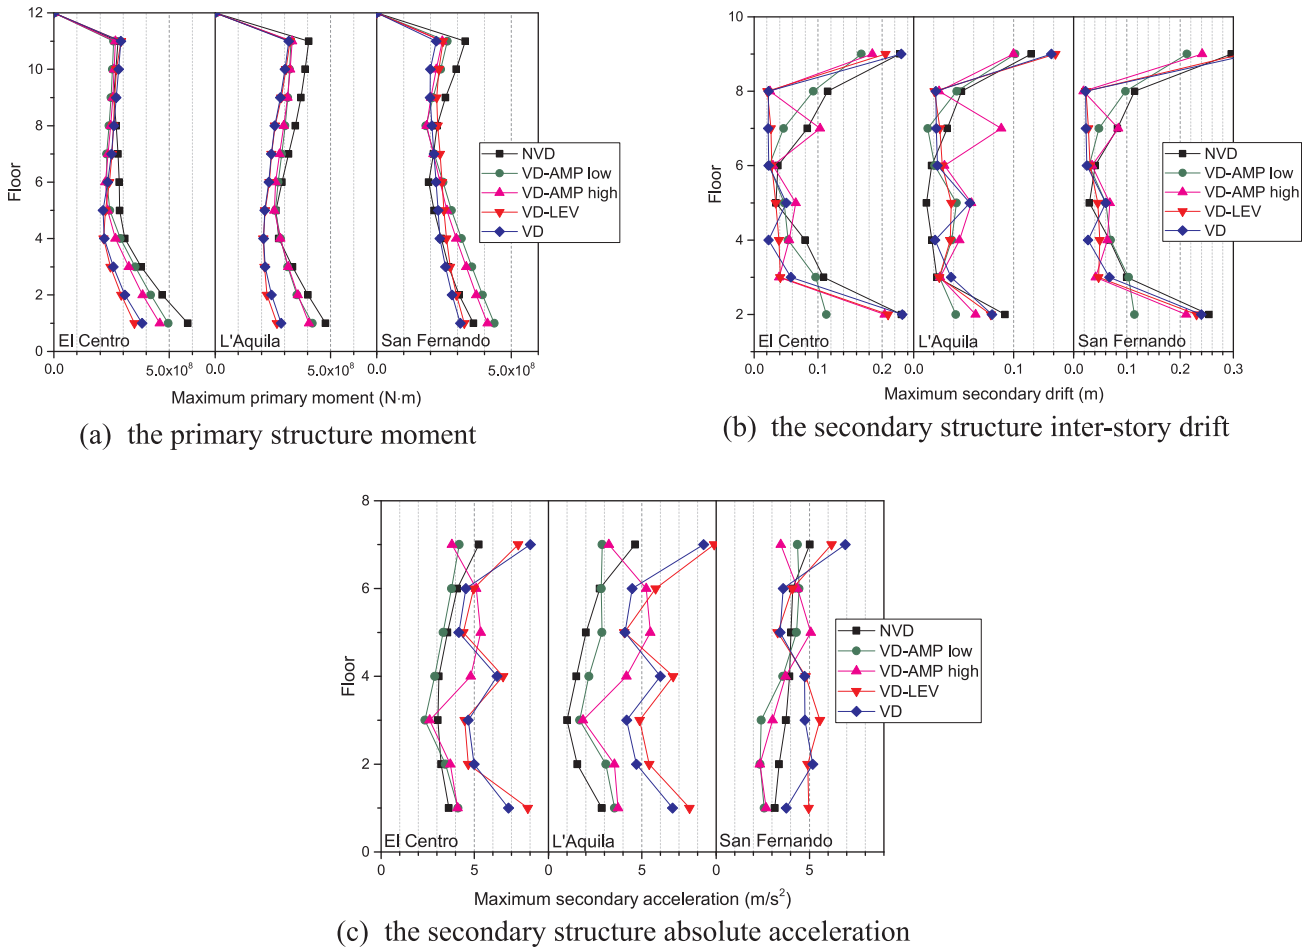 12
10
8
6
4
2
0
Floor
El Centro
L'Aquila
San Fernando
0.0
5.0x10⁸
0.0
5.0x10⁸
0.0
5.0x10⁸
Maximum primary moment (N·m)
NVD
VD-AMP low
VD-AMP high
VD-LEV
VD
(a) the primary structure moment
10
8
6
4
2
Floor
El Centro
L'Aquila
San Fernando
0.0
0.1
0.2
0.0
0.1
0.0
0.1
0.2
0.3
Maximum secondary drift (m)
NVD
VD-AMP low
VD-AMP high
VD-LEV
VD
(b) the secondary structure inter-story drift
8
6
4
2
0
Floor
El Centro
L'Aquila
San Fernando
0
5
0
5
0
5
Maximum secondary acceleration (m/s²)
NVD
VD-AMP low
VD-AMP high
VD-LEV
VD
(c) the secondary structure absolute acceleration